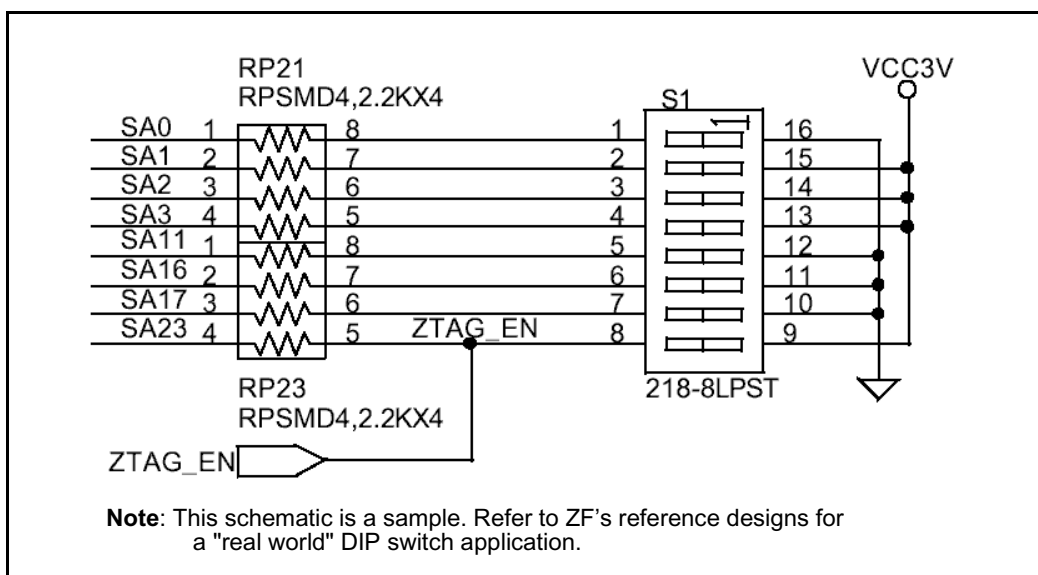 RP21
RPSMD4,2.2KX4
VCC3V
S1
1
SA0 1 8 1 16
SA1 2 7 2 15
SA2 3 6 3 14
SA3 4 5 4 13
SA11 1 8 5 12
SA16 2 7 6 11
SA17 3 6 7 10
SA23 4 5 ZTAG_EN 8 9
RP23
RPSMD4,2.2KX4
218-8LPST
ZTAG_EN
Note: This schematic is a sample. Refer to ZF's reference designs for
a "real world" DIP switch application.